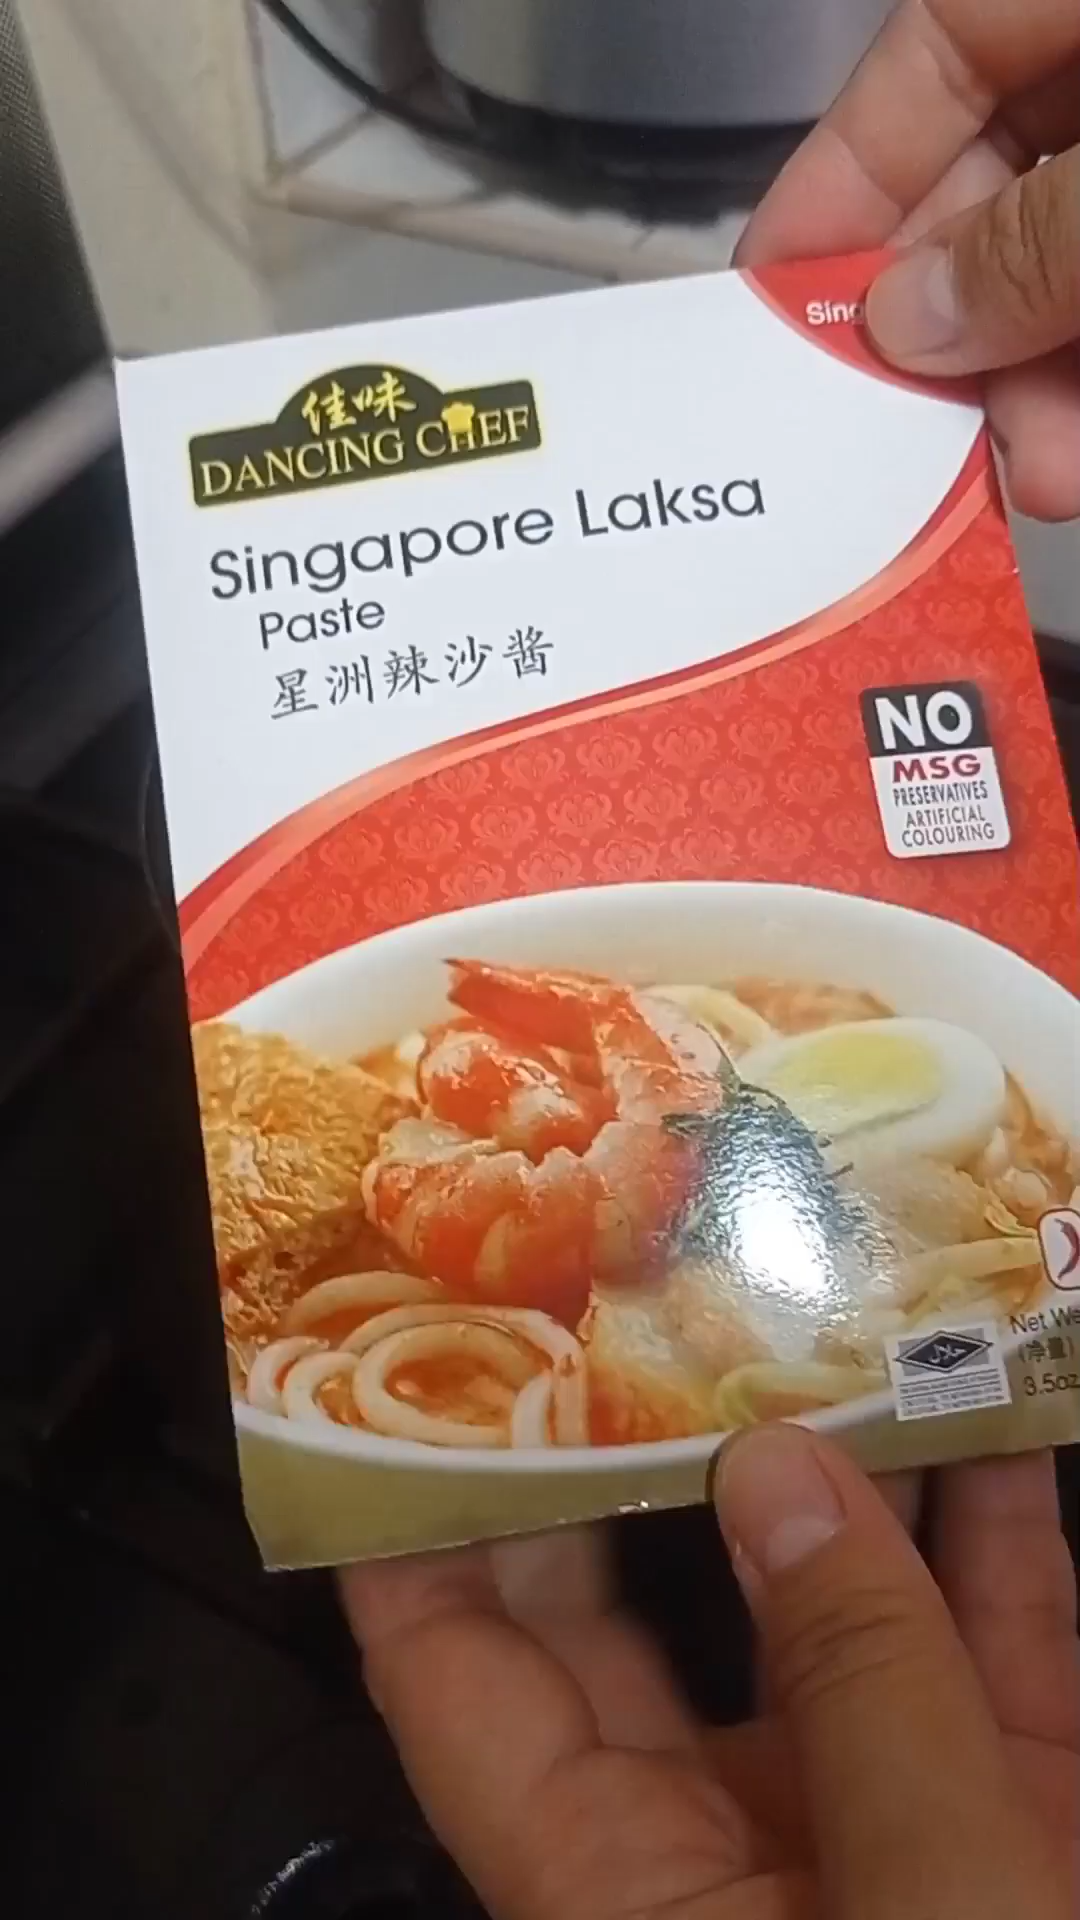 Sing
佳味
DANCING CHEF
Singapore Laksa
Paste
星洲辣沙酱
NO
MSG
PRESERVATIVES
ARTIFICIAL
COLOURING
حلال
Net We
(净量)
3.5oz